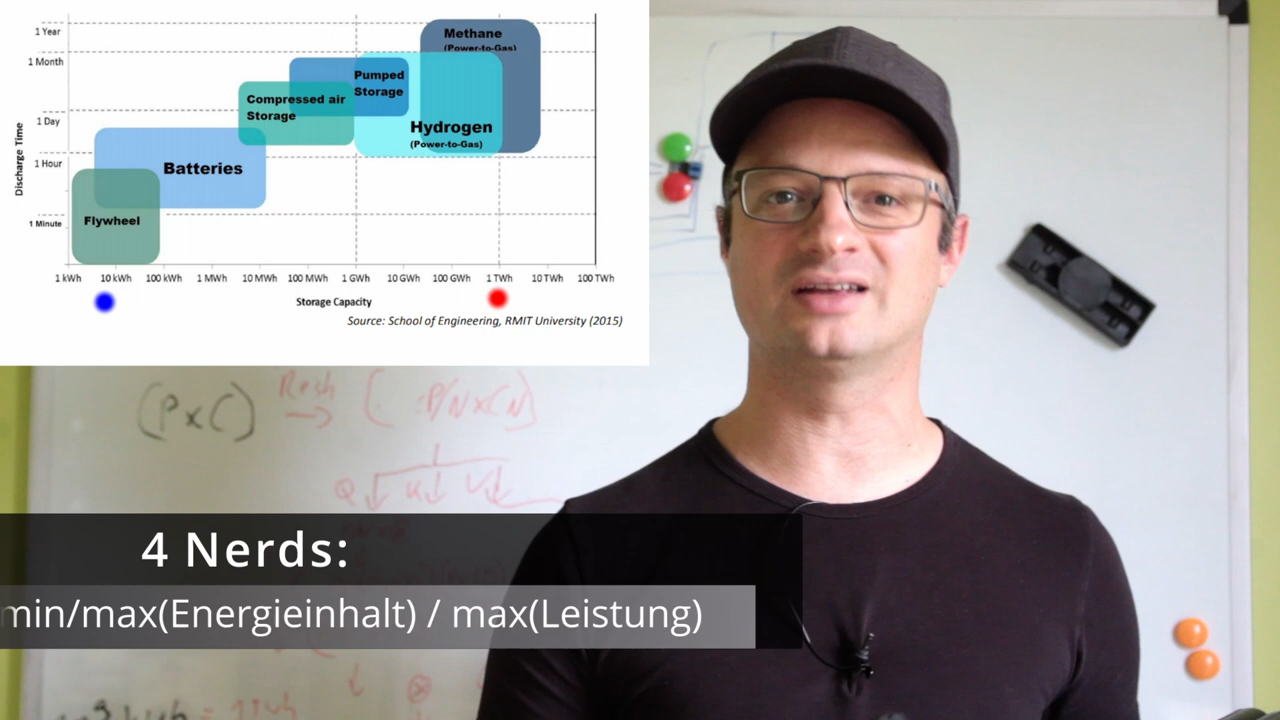 1 Year
Methane
(Power-to-Gas)
1 Month
Pumped
Storage
Compressed air
Storage
1 Day
Hydrogen
(Power-to-Gas)
Discharge Time
1 Hour
Batteries
1 Minute
Flywheel
1 kWh 10 kWh 100 kWh 1 MWh 10 MWh 100 MWh 1 GWh 10 GWh 100 GWh 1 TWh 10 TWh 100 TWh
Storage Capacity
Source: School of Engineering, RMIT University (2015)
(P x C)
4 Nerds:
min/max(Energieinhalt) / max(Leistung)